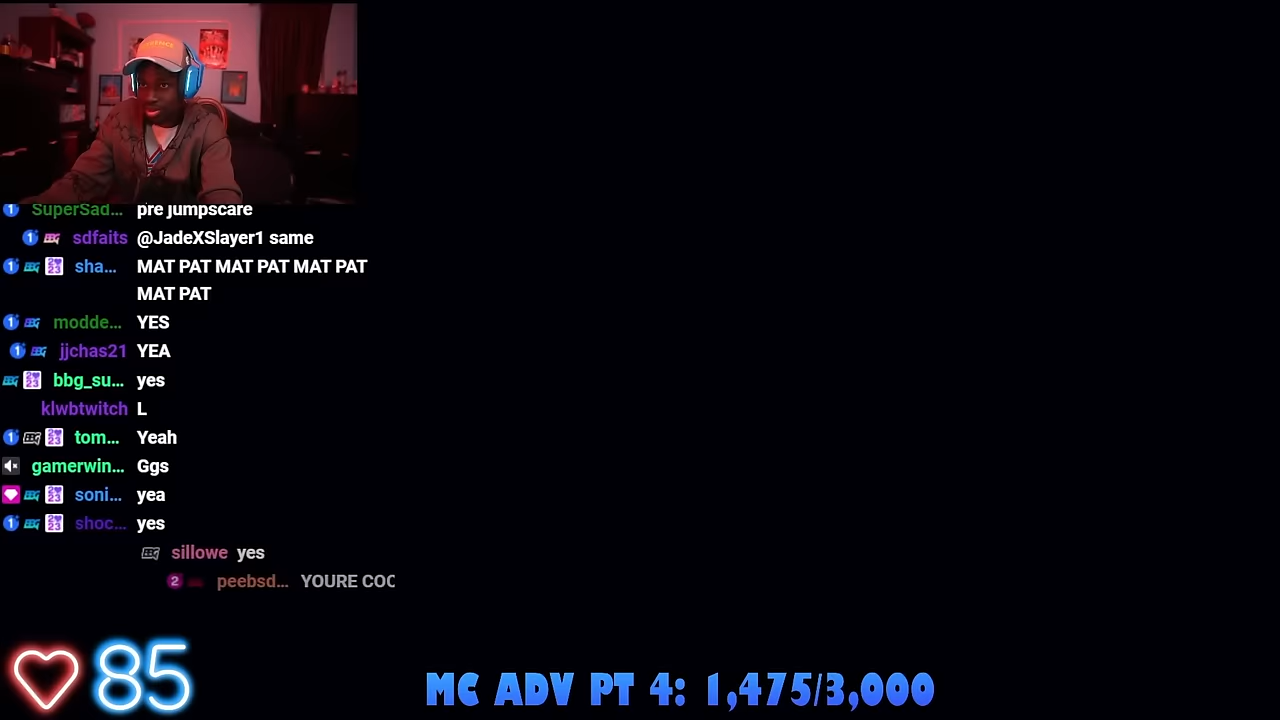 SuperSad... pre jumpscare
sdfaits @JadeXSlayer1 same
sha... MAT PAT MAT PAT MAT PAT
MAT PAT
modde... YES
jjchas21 YEA
bbg_su... yes
klwbtwitch L
tom... Yeah
gamerwin... Ggs
soni... yea
shoc... yes
sillowe yes
2 peebsd... YOURE COO
85
MC ADV PT 4: 1,475/3,000